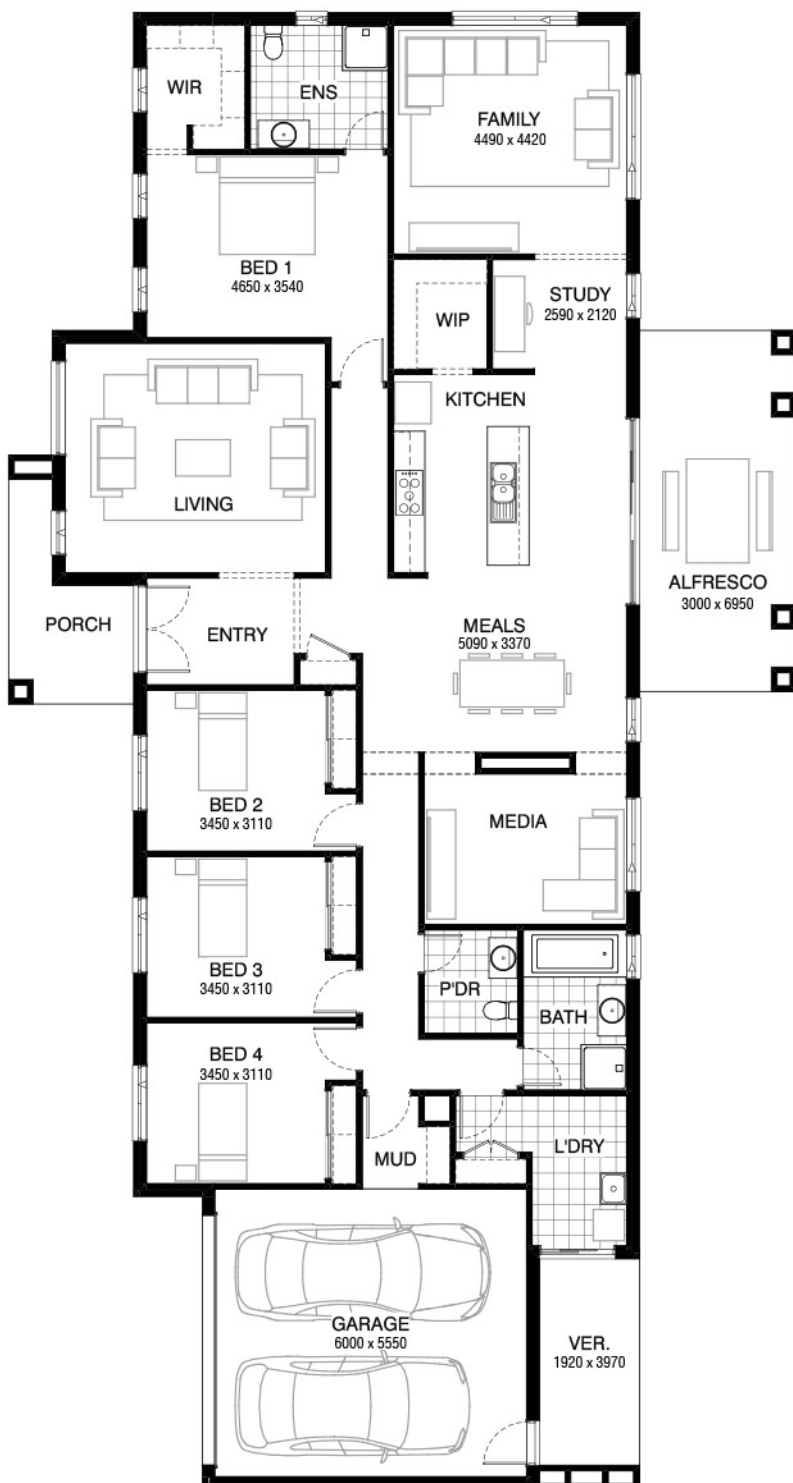 WIR
ENS
FAMILY
4490 x 4420
BED 1
4650 x 3540
WIP
STUDY
2590 x 2120
KITCHEN
LIVING
ALFRESCO
3000 x 6950
PORCH
ENTRY
MEALS
5090 x 3370
BED 2
3450 x 3110
MEDIA
BED 3
3450 x 3110
P'DR
BATH
BED 4
3450 x 3110
MUD
L'DRY
GARAGE
6000 x 5550
VER.
1920 x 3970